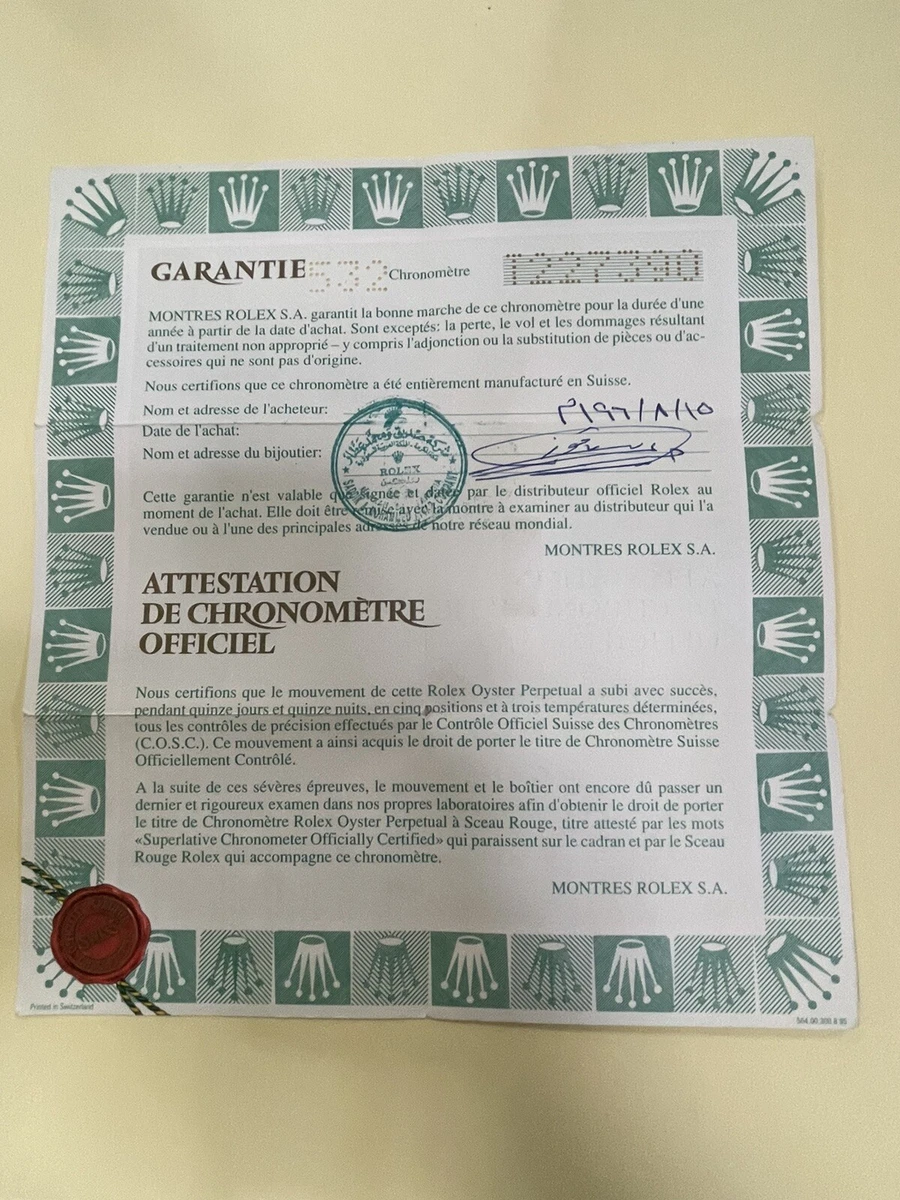 GARANTIE 532 Chronomètre
MONTRES ROLEX S.A. garantit la bonne marche de ce chronomètre pour la durée d'une
année à partir de la date d'achat. Sont exceptés: la perte, le vol et les dommages résultant
d'un traitement non approprié – y compris l'adjonction ou la substitution de pièces ou d'ac-
cessoires qui ne sont pas d'origine.
Nous certifions que ce chronomètre a été entièrement manufacturé en Suisse.
Nom et adresse de l'acheteur:
Date de l'achat:
Nom et adresse du bijoutier:
ROLEX
Cette garantie n'est valable que signée et datée par le distributeur officiel Rolex au
moment de l'achat. Elle doit être remise avec la montre à examiner au distributeur qui l'a
vendue ou à l'une des principales adresses de notre réseau mondial.
MONTRES ROLEX S.A.
ATTESTATION
DE CHRONOMÈTRE
OFFICIEL
Nous certifions que le mouvement de cette Rolex Oyster Perpetual a subi avec succès,
pendant quinze jours et quinze nuits, en cinq positions et à trois températures déterminées,
tous les contrôles de précision effectués par le Contrôle Officiel Suisse des Chronomètres
(C.O.S.C.). Ce mouvement a ainsi acquis le droit de porter le titre de Chronomètre Suisse
Officiellement Contrôlé.
A la suite de ces sévères épreuves, le mouvement et le boîtier ont encore dû passer un
dernier et rigoureux examen dans nos propres laboratoires afin d'obtenir le droit de porter
le titre de Chronomètre Rolex Oyster Perpetual à Sceau Rouge, titre attesté par les mots
«Superlative Chronometer Officially Certified» qui paraissent sur le cadran et par le Sceau
Rouge Rolex qui accompagne ce chronomètre.
MONTRES ROLEX S.A.
Printed in Switzerland